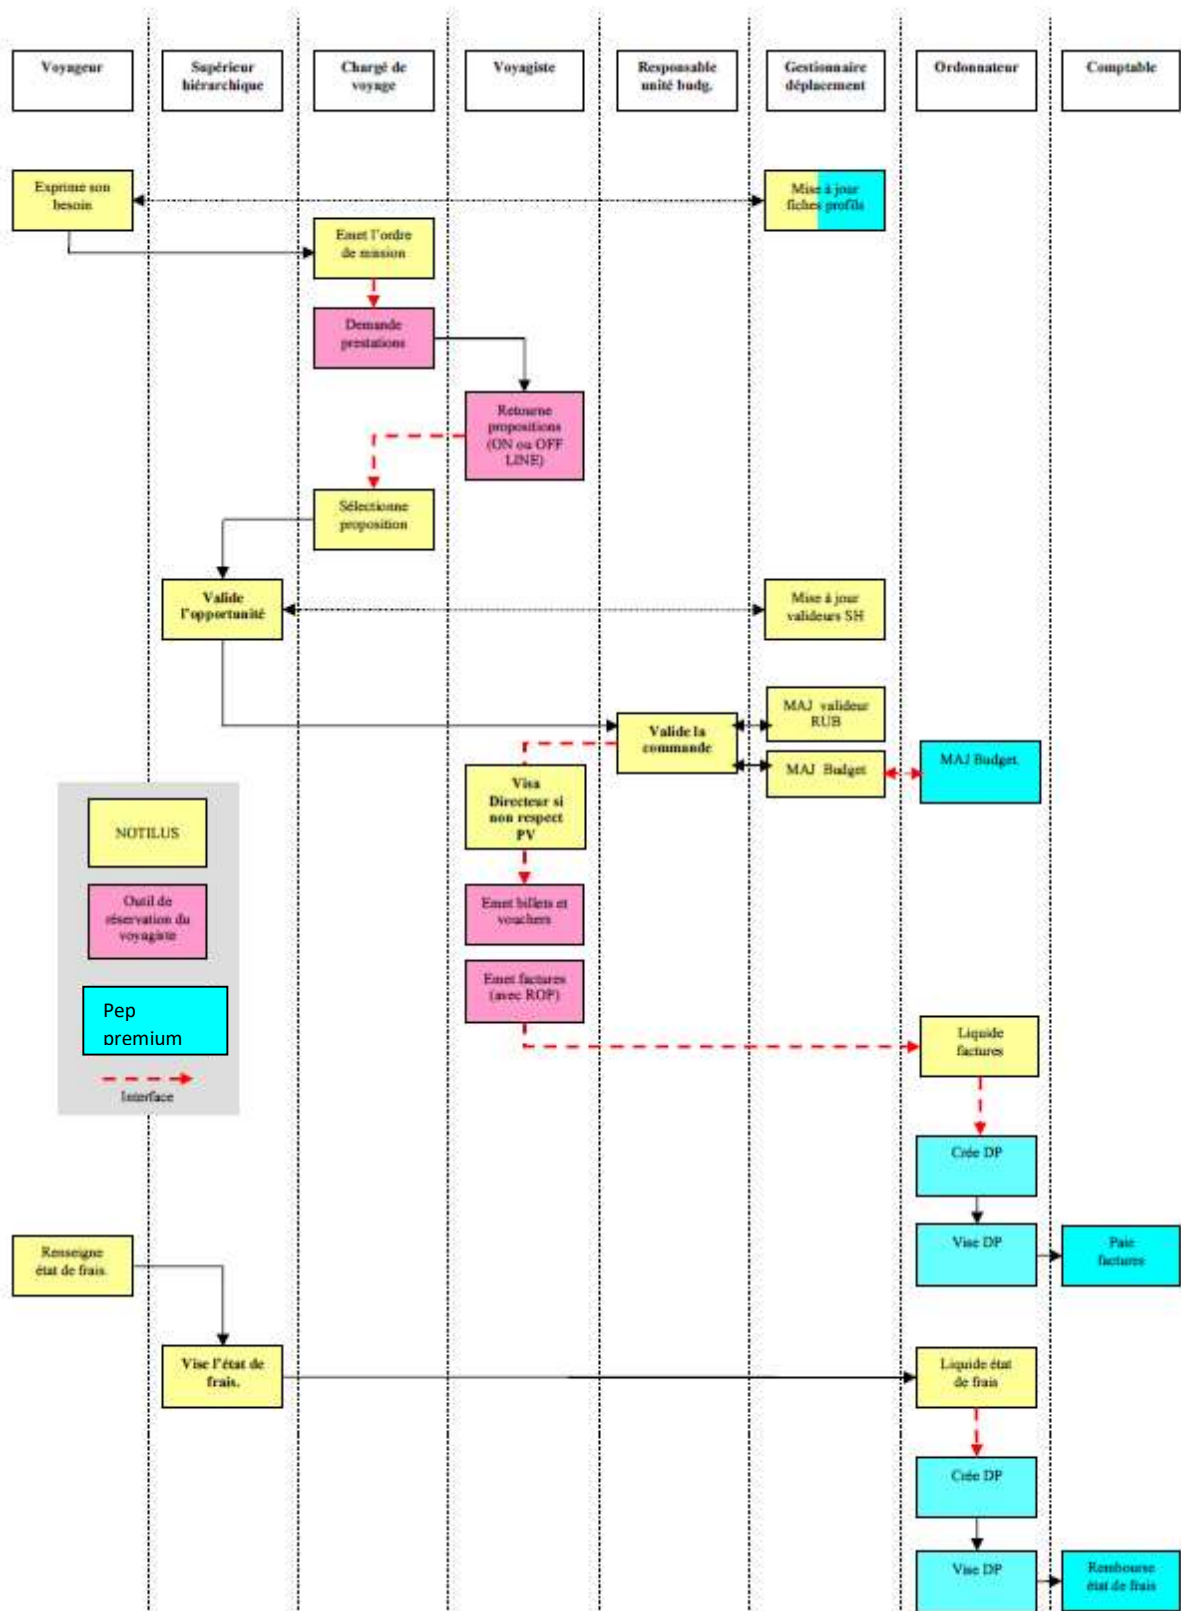 Voyageur
Supérieur
hiérarchique
Chargé de
voyage
Voyagiste
Responsable
unité budg.
Gestionnaire
déplacement
Ordonnateur
Comptable
Exprime son
besoin
Mise à jour
fiches profils
Emet l'ordre
de mission
Demande
prestations
Retourne
propositions
(ON ou OFF
LINE)
Sélectionne
proposition
Valide
l'opportunité
Mise à jour
valideurs SH
MAJ valideur
RUB
Valide la
commande
MAJ Budget
MAJ Budget
Visa
Directeur si
non respect
PV
NOTILUS
Outil de
réservation du
voyagiste
Pep
premium
Interface
Emet billets et
vouchers
Emet factures
(avec ROP)
Liquide
factures
Crée DP
Vise DP
Paie
factures
Renseigne
état de frais.
Vise l'état de
frais.
Liquide état
de frais
Crée DP
Vise DP
Rembourse
état de frais